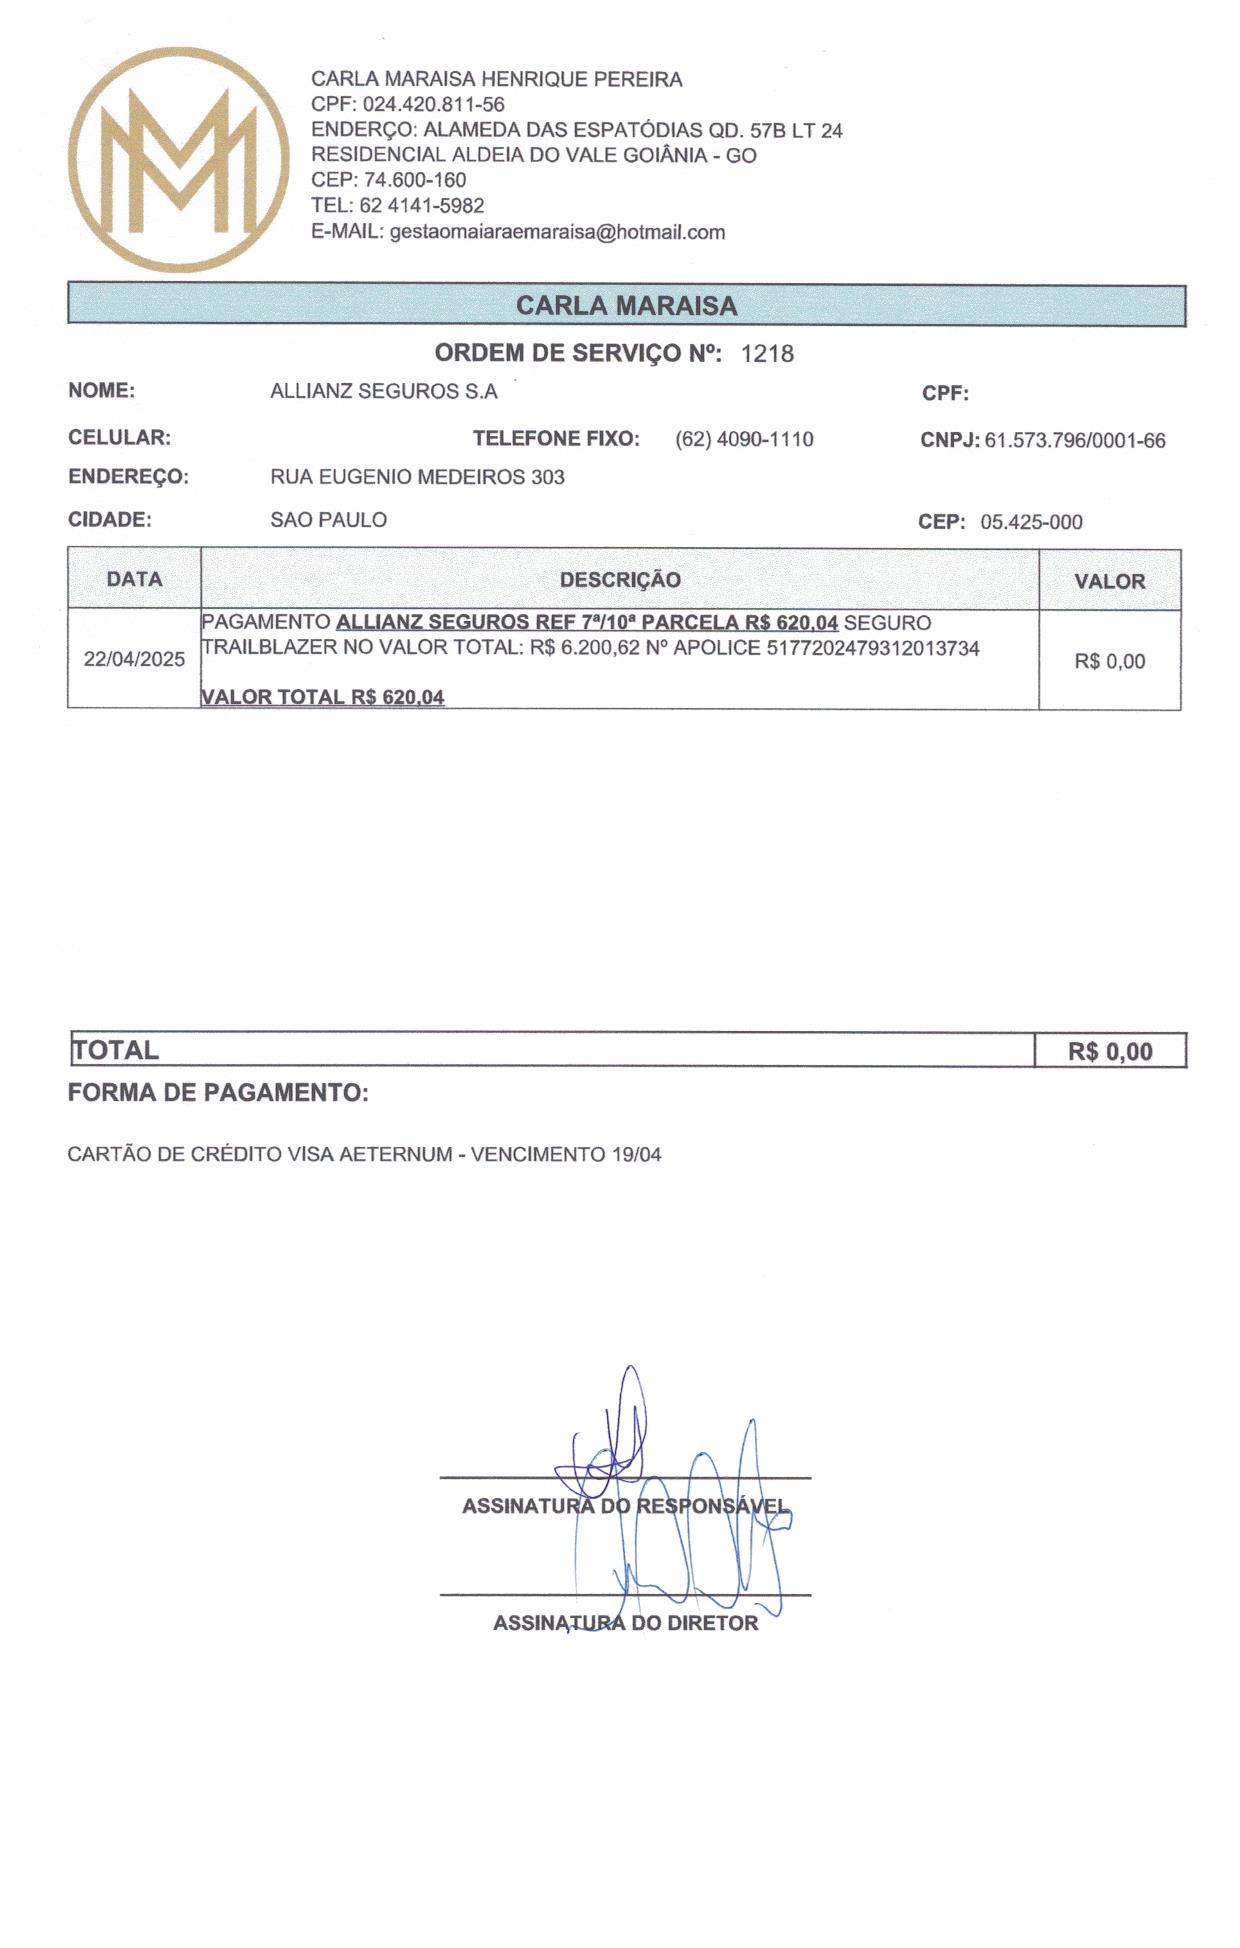 MM
CARLA MARAISA HENRIQUE PEREIRA
CPF: 024.420.811-56
ENDERÇO: ALAMEDA DAS ESPATÓDIAS QD. 57B LT 24
RESIDENCIAL ALDEIA DO VALE GOIÂNIA - GO
CEP: 74.600-160
TEL: 62 4141-5982
E-MAIL: gestaomaiaraemaraisa@hotmail.com
CARLA MARAISA
ORDEM DE SERVIÇO Nº: 1218
NOME: ALLIANZ SEGUROS S.A CPF:
CELULAR: TELEFONE FIXO: (62) 4090-1110 CNPJ: 61.573.796/0001-66
ENDEREÇO: RUA EUGENIO MEDEIROS 303
CIDADE: SAO PAULO CEP: 05.425-000
DATA DESCRIÇÃO VALOR
PAGAMENTO ALLIANZ SEGUROS REF 7ª/10ª PARCELA R$ 620,04 SEGURO
TRAILBLAZER NO VALOR TOTAL: R$ 6.200,62 Nº APOLICE 5177202479312013734
22/04/2025 R$ 0,00
VALOR TOTAL R$ 620,04
TOTAL R$ 0,00
FORMA DE PAGAMENTO:
CARTÃO DE CRÉDITO VISA AETERNUM - VENCIMENTO 19/04
ASSINATURA DO RESPONSÁVEL
ASSINATURA DO DIRETOR